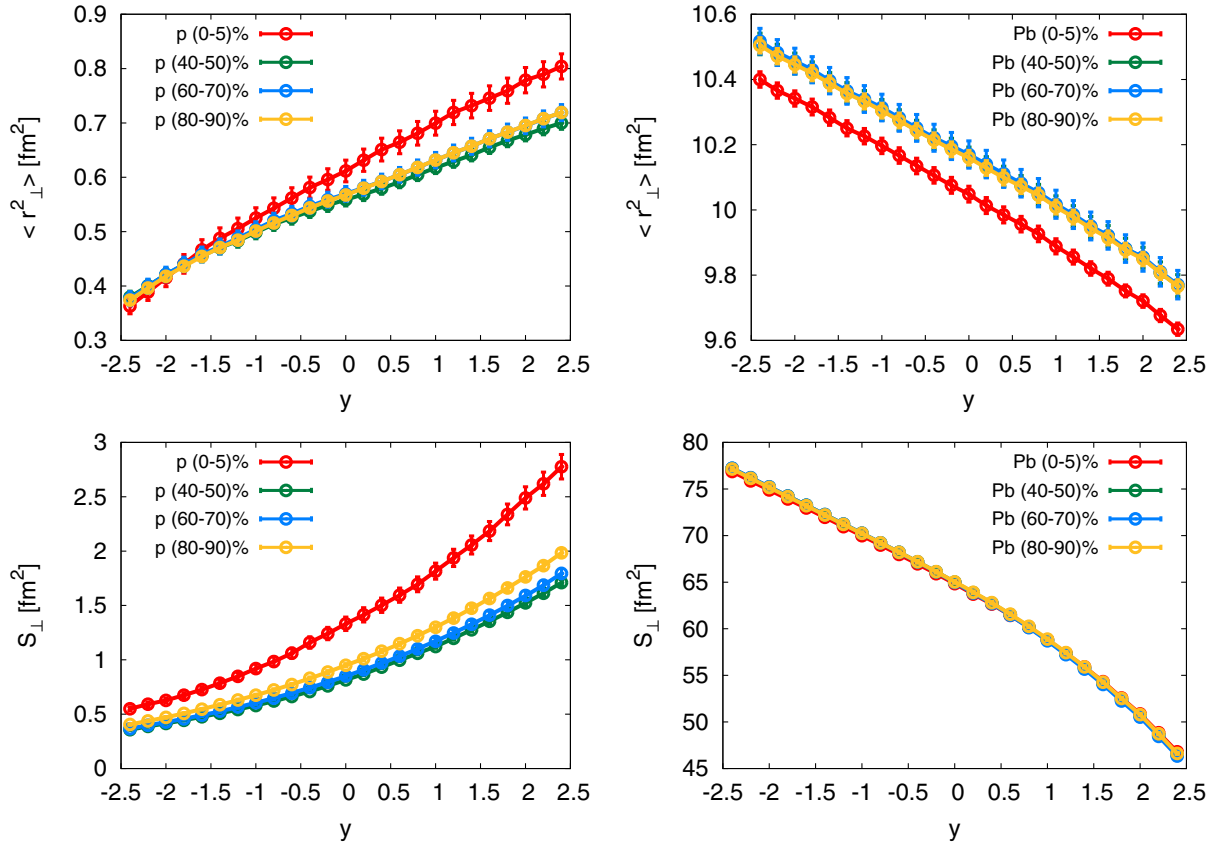 0.9
0.8
0.7
0.6
0.5
0.4
0.3
< r²⊥ > [fm²]
p (0-5)%
p (40-50)%
p (60-70)%
p (80-90)%
-2.5 -2 -1.5 -1 -0.5 0 0.5 1 1.5 2 2.5
y
10.6
10.4
10.2
10
9.8
9.6
< r²⊥ > [fm²]
Pb (0-5)%
Pb (40-50)%
Pb (60-70)%
Pb (80-90)%
-2.5 -2 -1.5 -1 -0.5 0 0.5 1 1.5 2 2.5
y
3
2.5
2
1.5
1
0.5
0
S⊥ [fm²]
p (0-5)%
p (40-50)%
p (60-70)%
p (80-90)%
-2.5 -2 -1.5 -1 -0.5 0 0.5 1 1.5 2 2.5
y
80
75
70
65
60
55
50
45
S⊥ [fm²]
Pb (0-5)%
Pb (40-50)%
Pb (60-70)%
Pb (80-90)%
-2.5 -2 -1.5 -1 -0.5 0 0.5 1 1.5 2 2.5
y